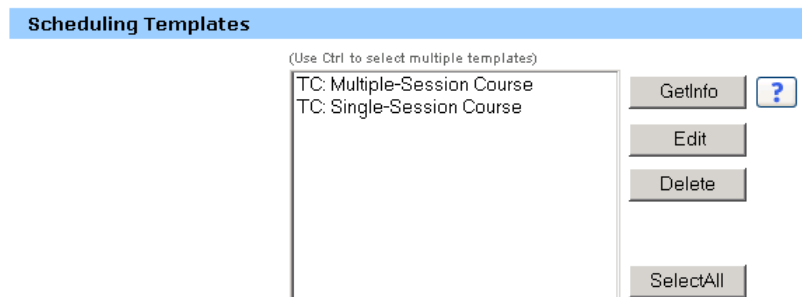 Scheduling Templates
(Use Ctrl to select multiple templates)
TC: Multiple-Session Course
TC: Single-Session Course
GetInfo
?
Edit
Delete
SelectAll